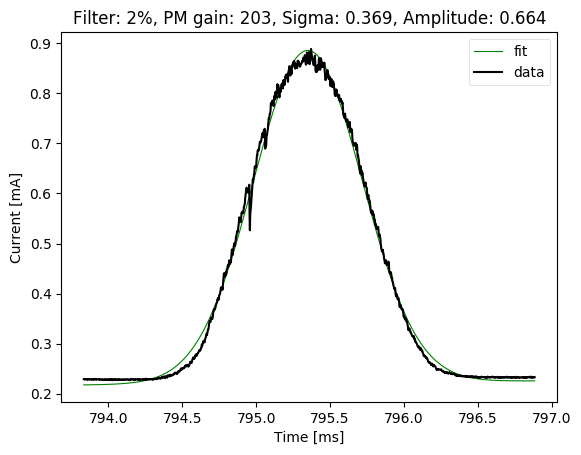 Filter: 2%, PM gain: 203, Sigma: 0.369, Amplitude: 0.664
fit
data
Current [mA]
0.9
0.8
0.7
0.6
0.5
0.4
0.3
0.2
794.0 794.5 795.0 795.5 796.0 796.5 797.0
Time [ms]